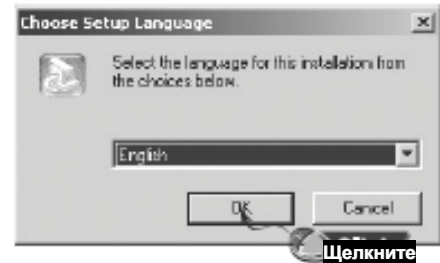 Choose Setup Language
Select the language for this installation from
the choices below.
English
OK
Cancel
Щелкните